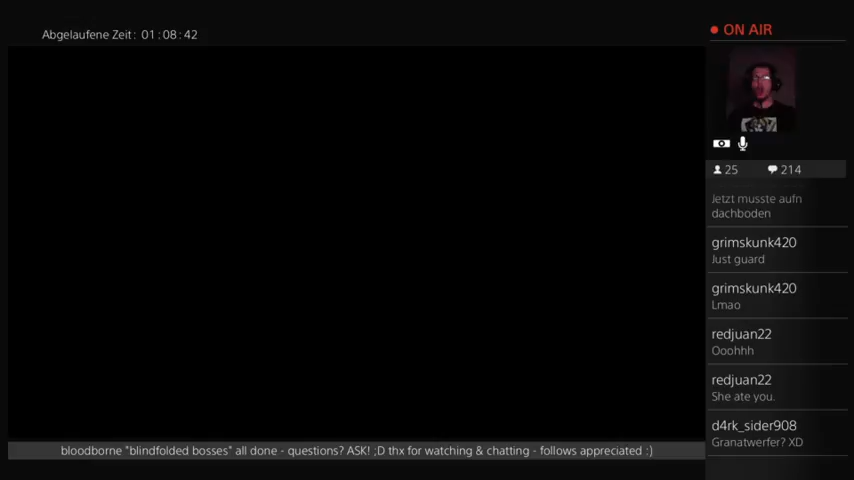 Abgelaufene Zeit: 01:08:42
ON AIR
25 214
Jetzt musste aufn
dachboden
grimskunk420
Just guard
grimskunk420
Lmao
redjuan22
Ooohhh
redjuan22
She ate you.
d4rk_sider908
Granatwerfer? XD
bloodborne "blindfolded bosses" all done - questions? ASK! ;D thx for watching & chatting - follows appreciated :)